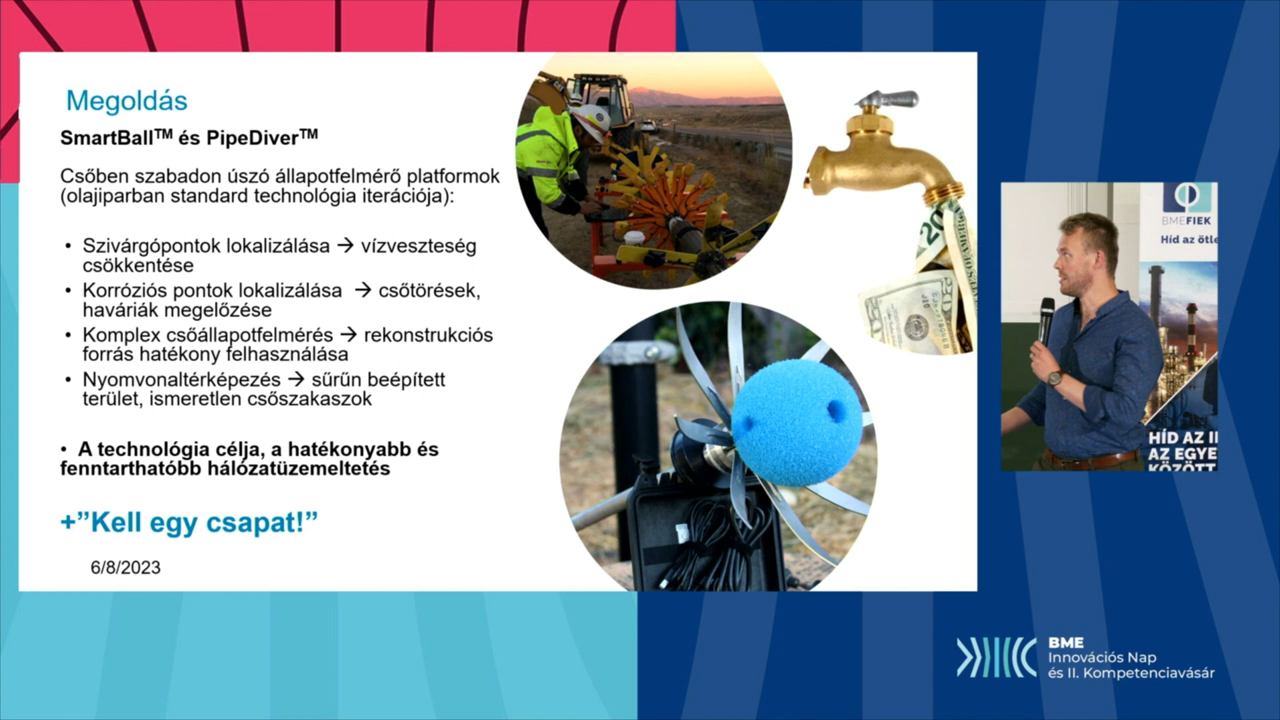 Megoldás
SmartBall™ és PipeDiver™
Csőben szabadon úszó állapotfelmérő platformok
(olajiparban standard technológia iterációja):
• Szivárgópontok lokalizálása → vízveszteség
csökkentése
• Korróziós pontok lokalizálása → csőtörések,
haváriák megelőzése
• Komplex csőállapotfelmérés → rekonstrukciós
forrás hatékony felhasználása
• Nyomvonaltérképezés → sűrűn beépített
terület, ismeretlen csőszakaszok
• A technológia célja, a hatékonyabb és
fenntarthatóbb hálózatüzemeltetés
+”Kell egy csapat!”
6/8/2023
20
50
BMEFIEK
Híd az ötle
HÍD AZ I
AZ EGYE
KÖZÖTT
BME
Innovációs Nap
és II. Kompetenciavásár